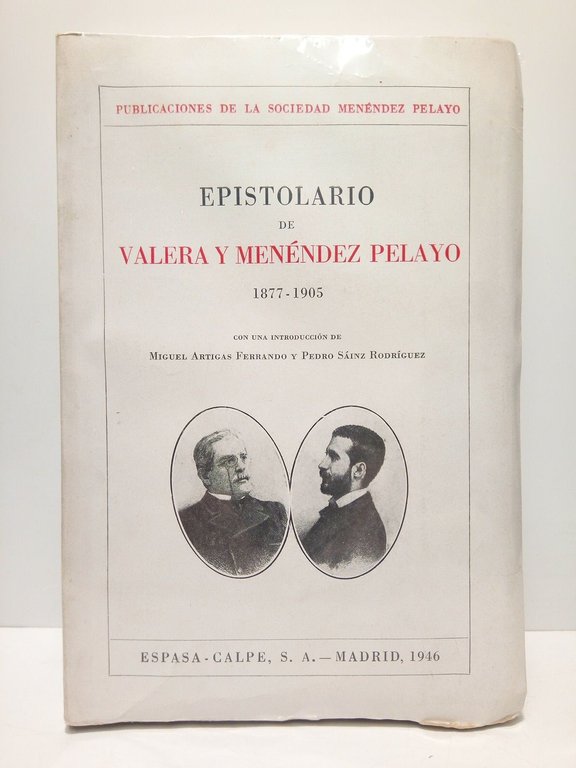 PUBLICACIONES DE LA SOCIEDAD MENÉNDEZ PELAYO
EPISTOLARIO
DE
VALERA Y MENÉNDEZ PELAYO
1877-1905
CON UNA INTRODUCCIÓN DE
MIGUEL ARTIGAS FERRANDO Y PEDRO SÁINZ RODRÍGUEZ
ESPASA-CALPE, S. A.—MADRID, 1946